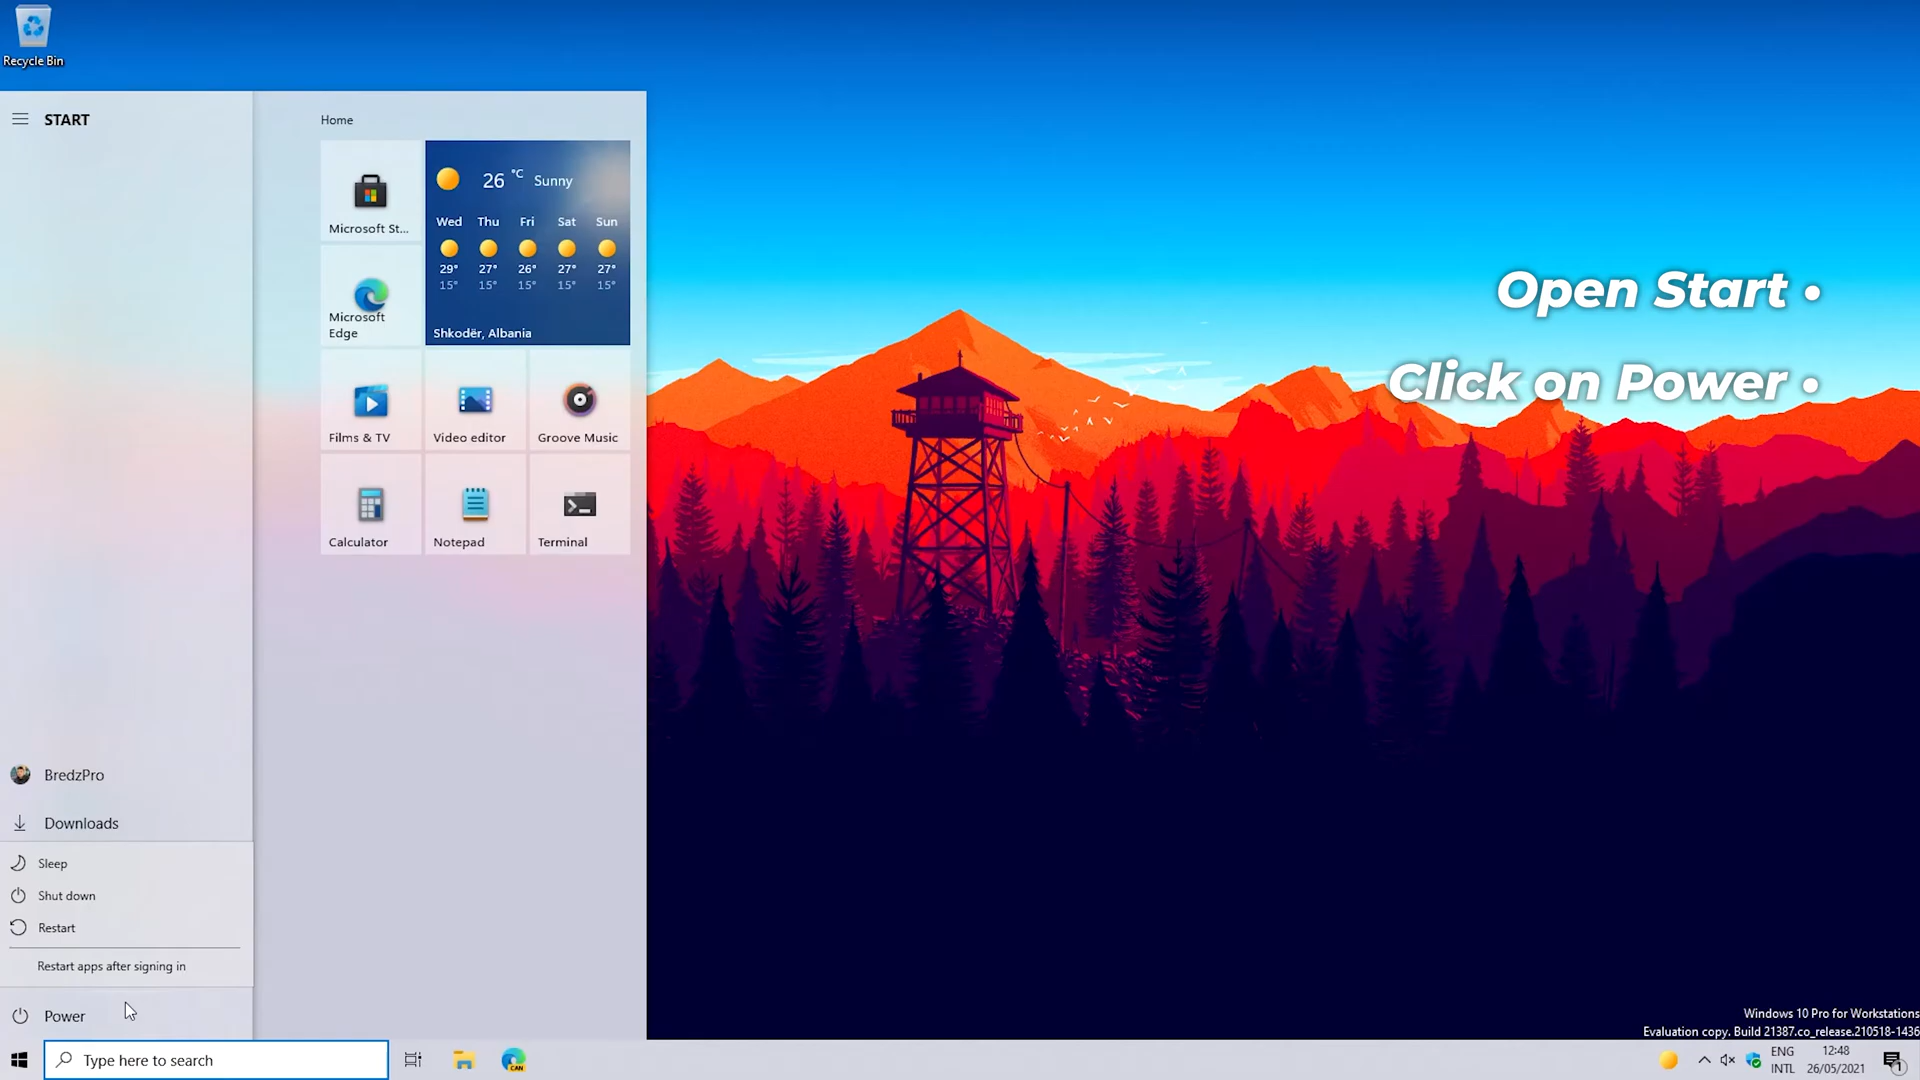 Recycle Bin
START
Home
Microsoft St...
26 °C Sunny
Wed Thu Fri Sat Sun
29° 27° 26° 27° 27°
15° 15° 15° 15° 15°
Shkodër, Albania
Microsoft
Edge
Films & TV
Video editor
Groove Music
Calculator
Notepad
Terminal
Open Start •
Click on Power •
BredzPro
Downloads
Sleep
Shut down
Restart
Restart apps after signing in
Power
Windows 10 Pro for Workstations
Evaluation copy. Build 21387.co_release.210518-1436
Type here to search
CAN
ENG
INTL
12:48
26/05/2021
1